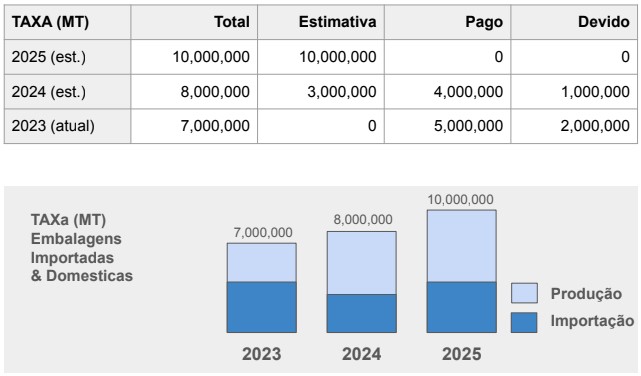 TAXA (MT) Total Estimativa Pago Devido
2025 (est.) 10,000,000 10,000,000 0 0
2024 (est.) 8,000,000 3,000,000 4,000,000 1,000,000
2023 (atual) 7,000,000 0 5,000,000 2,000,000
TAXa (MT)
Embalagens
Importadas
& Domesticas
7,000,000
8,000,000
10,000,000
Produção
Importação
2023 2024 2025